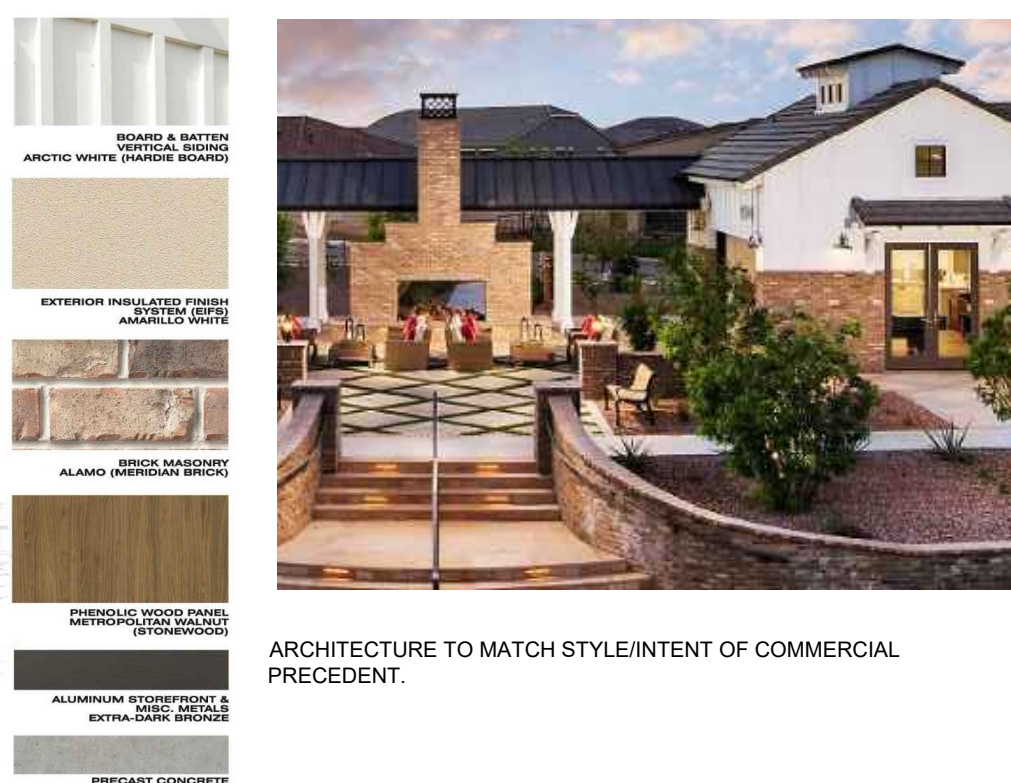 BOARD & BATTEN
VERTICAL SIDING
ARCTIC WHITE (HARDIE BOARD)
EXTERIOR INSULATED FINISH
SYSTEM (EIFS)
AMARILLO WHITE
BRICK MASONRY
ALAMO (MERIDIAN BRICK)
PHENOLIC WOOD PANEL
METROPOLITAN WALNUT
(STONEWOOD)
ALUMINUM STOREFRONT &
MISC. METALS
EXTRA-DARK BRONZE
PRECAST CONCRETE
ARCHITECTURE TO MATCH STYLE/INTENT OF COMMERCIAL
PRECEDENT.